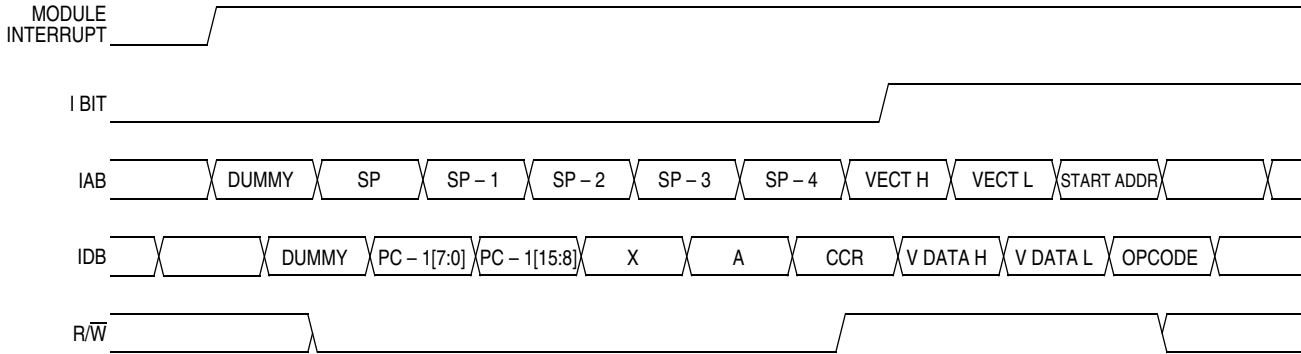 MODULE
INTERRUPT
I BIT
IAB DUMMY SP SP – 1 SP – 2 SP – 3 SP – 4 VECT H VECT L START ADDR
IDB DUMMY PC – 1[7:0] PC – 1[15:8] X A CCR V DATA H V DATA L OPCODE
R/W̅